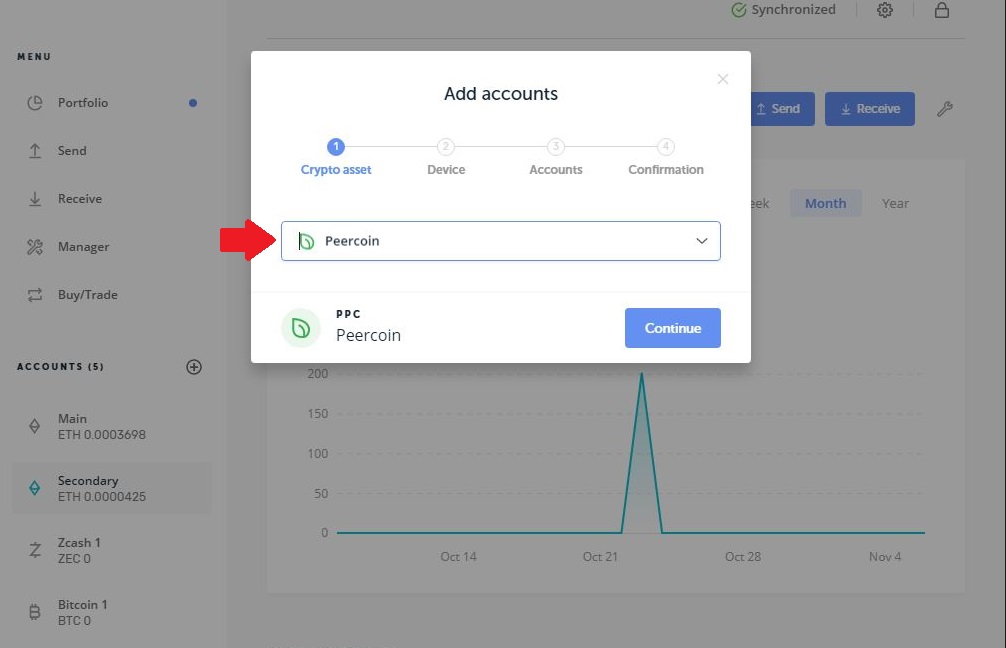 Synchronized
MENU
Portfolio
Send
Receive
Manager
Buy/Trade
ACCOUNTS (5)
Main
ETH 0.0003698
Secondary
ETH 0.0000425
Zcash 1
ZEC 0
Bitcoin 1
BTC 0
Add accounts
1 2 3 4
Crypto asset Device Accounts Confirmation
Peercoin
PPC
Peercoin
Continue
Send Receive
eek Month Year
200
150
100
50
0
Oct 14 Oct 21 Oct 28 Nov 4